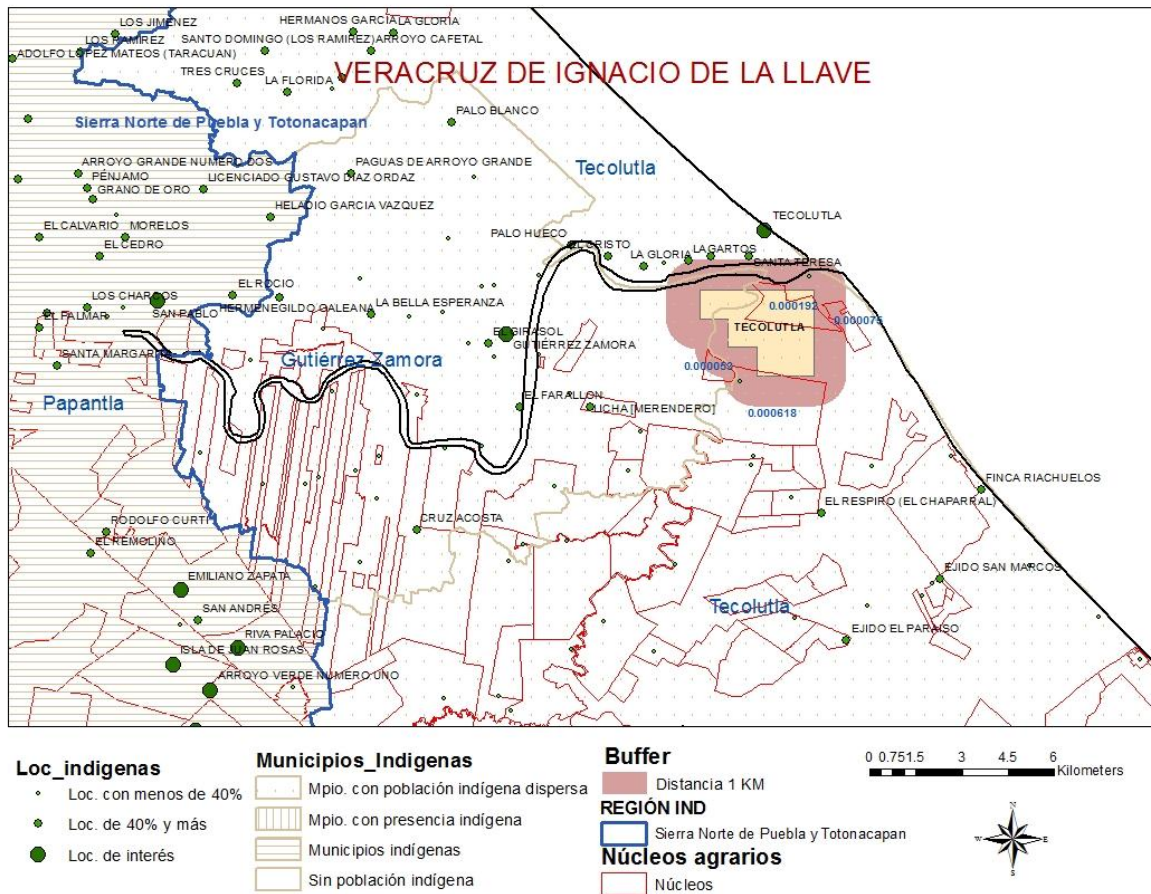 LOS JIMENEZ
HERMANOS GARCÍA
LA GLORIA
LOS RAMIREZ
SANTO DOMINGO (LOS RAMIREZ)
ARROYO CAFETAL
ADOLFO LÓPEZ MATEOS (TARACUAN)
TRES CRUCES
LA FLORIDA
VERACRUZ DE IGNACIO DE LA LLAVE
PALO BLANCO
Sierra Norte de Puebla y Totonacapan
ARROYO GRANDE NUMERO DOS
PAGUAS DE ARROYO GRANDE
Tecolutla
PÉNJAMO
LICENCIADO GUSTAVO DÍAZ ORDAZ
GRANO DE ORO
HELADIO GARCIA VAZQUEZ
TECOLUTLA
EL CALVARIO
MORELOS
PALO HUECO
EL CRISTO
EL CEDRO
LA GLORIA
LAGARTOS
SANTA TERESA
EL ROCIO
LOS CHARCOS
HERMENEGILDO GALEANA
LA BELLA ESPERANZA
0.000192
EL PALMAR
SAN PABLO
0.000075
TECOLUTLA
EL GIRASOL
GUTIÉRREZ ZAMORA
SANTA MARGARITA
Gutiérrez Zamora
0.000053
Papantla
EL FARALLON
LICHA [MERENDERO]
0.000618
FINCA RIACHUELOS
EL RESPIRO (EL CHAPARRAL)
RODOLFO CURTI
CRUZ ACOSTA
EL REMOLINO
EJIDO SAN MARCOS
EMILIANO ZAPATA
SAN ANDRÉS
Tecolutla
RIVA PALACIO
EJIDO EL PARAISO
ISLA DE JUAN ROSAS
ARROYO VERDE NUMERO UNO
Loc_indigenas
Loc. con menos de 40%
Loc. de 40% y más
Loc. de interés
Municipios_Indigenas
Mpio. con población indígena dispersa
Mpio. con presencia indígena
Municipios indígenas
Sin población indígena
Buffer
Distancia 1 KM
REGIÓN IND
Sierra Norte de Puebla y Totonacapan
Núcleos agrarios
Núcleos
0 0.751.5 3 4.5 6
Kilometers
N
W
E
S